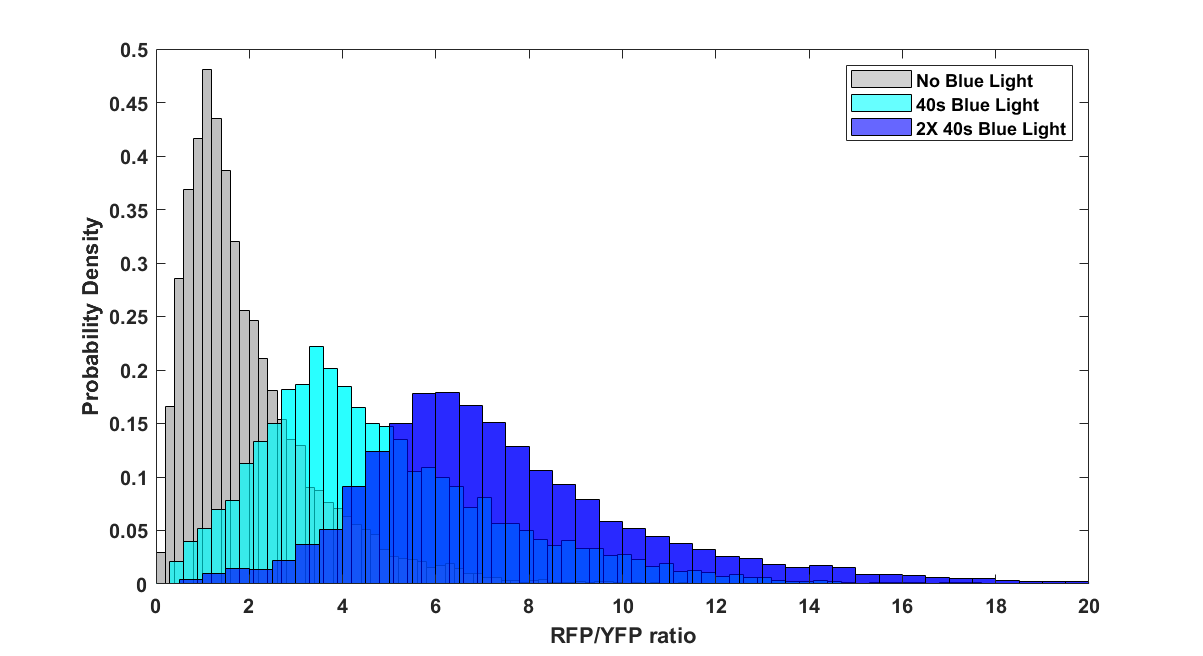 No Blue Light
40s Blue Light
2X 40s Blue Light
Probability Density
0.5
0.45
0.4
0.35
0.3
0.25
0.2
0.15
0.1
0.05
0
0 2 4 6 8 10 12 14 16 18 20
RFP/YFP ratio